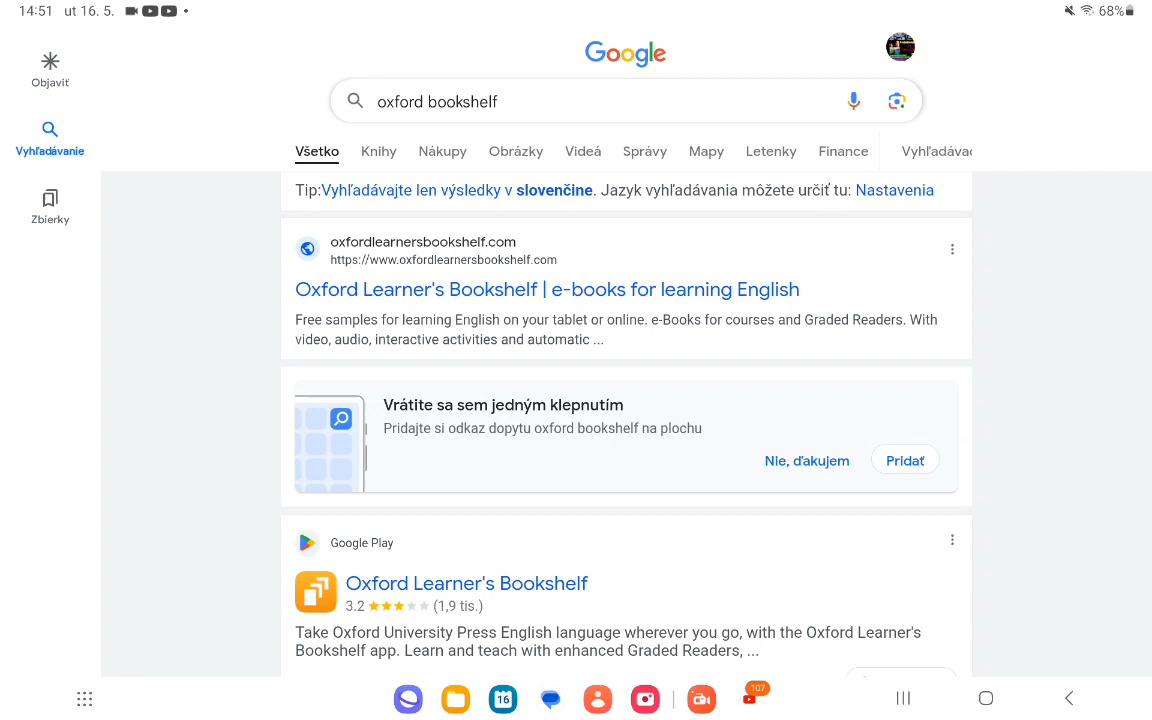 14:51 ut 16. 5.
68%
Objaviť
Vyhľadávanie
Zbierky
Google
oxford bookshelf
Všetko Knihy Nákupy Obrázky Videá Správy Mapy Letenky Finance
Tip:Vyhľadávajte len výsledky v slovenčine. Jazyk vyhľadávania môžete určiť tu: Nastavenia
oxfordlearnersbookshelf.com
https://www.oxfordlearnersbookshelf.com
Oxford Learner's Bookshelf | e-books for learning English
Free samples for learning English on your tablet or online. e-Books for courses and Graded Readers. With
video, audio, interactive activities and automatic ...
Vrátite sa sem jedným klepnutím
Pridajte si odkaz dopytu oxford bookshelf na plochu
Nie, ďakujem Pridať
Google Play
Oxford Learner's Bookshelf
3.2 (1,9 tis.)
Take Oxford University Press English language wherever you go, with the Oxford Learner's
Bookshelf app. Learn and teach with enhanced Graded Readers, ...
16
107